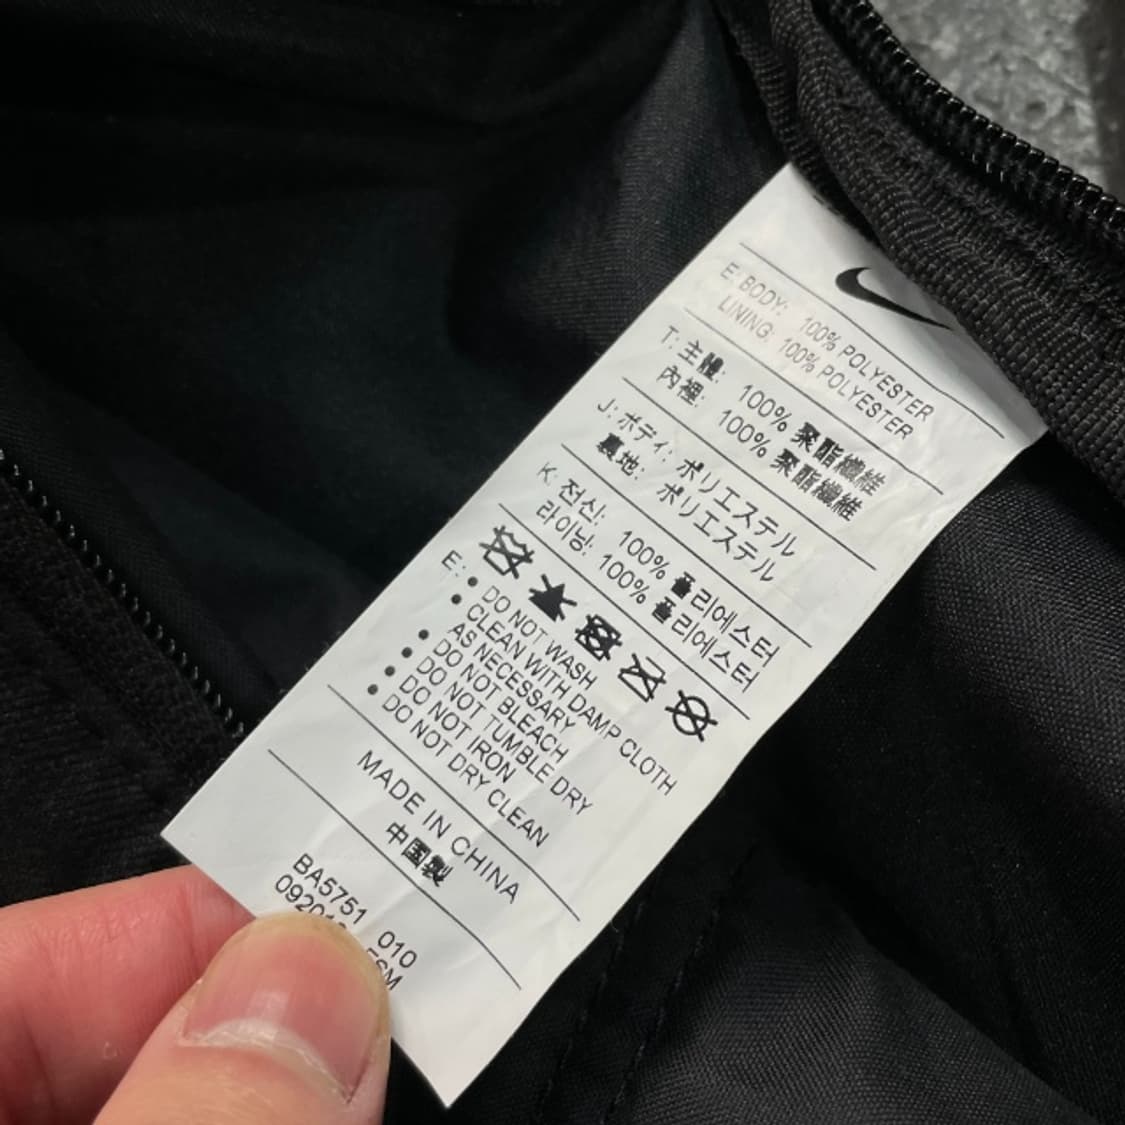 E: BODY: 100% POLYESTER
LINING: 100% POLYESTER
T: 主體: 100% 聚酯纖維
內裡: 100% 聚酯纖維
J: ボディ: ポリエステル
裏地: ポリエステル
K: 전신: 100% 폴리에스터
라이닝: 100% 폴리에스터
E: • DO NOT WASH
• CLEAN WITH DAMP CLOTH
AS NECESSARY
• DO NOT BLEACH
• DO NOT TUMBLE DRY
• DO NOT IRON
• DO NOT DRY CLEAN
MADE IN CHINA
中国製
BA5751 010